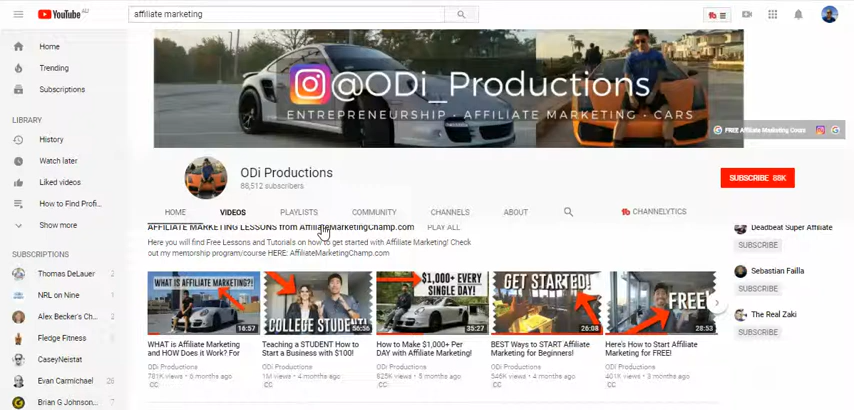 YouTube AU
affiliate marketing
Home
Trending
Subscriptions
LIBRARY
History
Watch later
Liked videos
How to Find Profi...
Show more
SUBSCRIPTIONS
Thomas DeLauer 2
NRL on Nine
Alex Becker's Ch...
Fledge Fitness
CaseyNeistat
Evan Carmichael 26
Brian G Johnson...
@ODi_Productions
ENTREPRENEURSHIP · AFFILIATE MARKETING · CARS
FREE Affiliate Marketing Course!
ODi Productions
88,512 subscribers
SUBSCRIBE 88K
HOME VIDEOS PLAYLISTS COMMUNITY CHANNELS ABOUT CHANNELYTICS
AFFILIATE MARKETING LESSONS from AffiliateMarketingChamp.com PLAY ALL
Here you will find Free Lessons and Tutorials on how to get started with Affiliate Marketing! Check
out my mentorship program/course HERE: AffiliateMarketingChamp.com
WHAT IS AFFILIATE MARKETING?!
16:57
WHAT is Affiliate Marketing
and HOW Does it Work? For
ODi Productions
781K views • 6 months ago
CC
COLLEGE STUDENT!
56:56
Teaching a STUDENT How to
Start a Business with $100!
ODi Productions
1M views • 4 months ago
CC
$1,000+ EVERY
SINGLE DAY!
35:27
How to Make $1,000+ Per
DAY with Affiliate Marketing!
ODi Productions
825K views • 5 months ago
CC
GET STARTED!
26:08
BEST Ways to START Affiliate
Marketing for Beginners!
ODi Productions
546K views • 5 months ago
CC
FREE!
28:53
Here's How to Start Affiliate
Marketing for FREE!
ODi Productions
401K views • 3 months ago
CC
Deadbeat Super Affiliate
SUBSCRIBE
Sebastian Failla
SUBSCRIBE
The Real Zaki
SUBSCRIBE